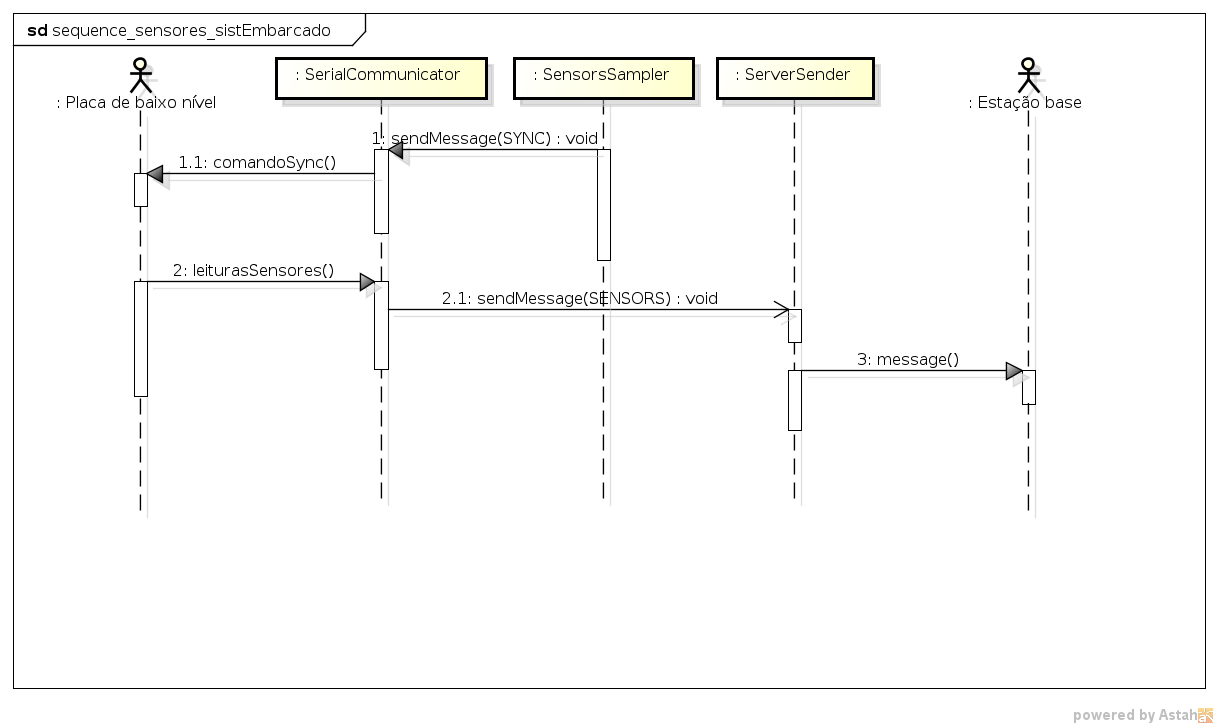 sd sequence_sensores_sistEmbarcado
: Placa de baixo nível
: SerialCommunicator
: SensorsSampler
: ServerSender
: Estação base
1: sendMessage(SYNC) : void
1.1: comandoSync()
2: leiturasSensores()
2.1: sendMessage(SENSORS) : void
3: message()
powered by Astah